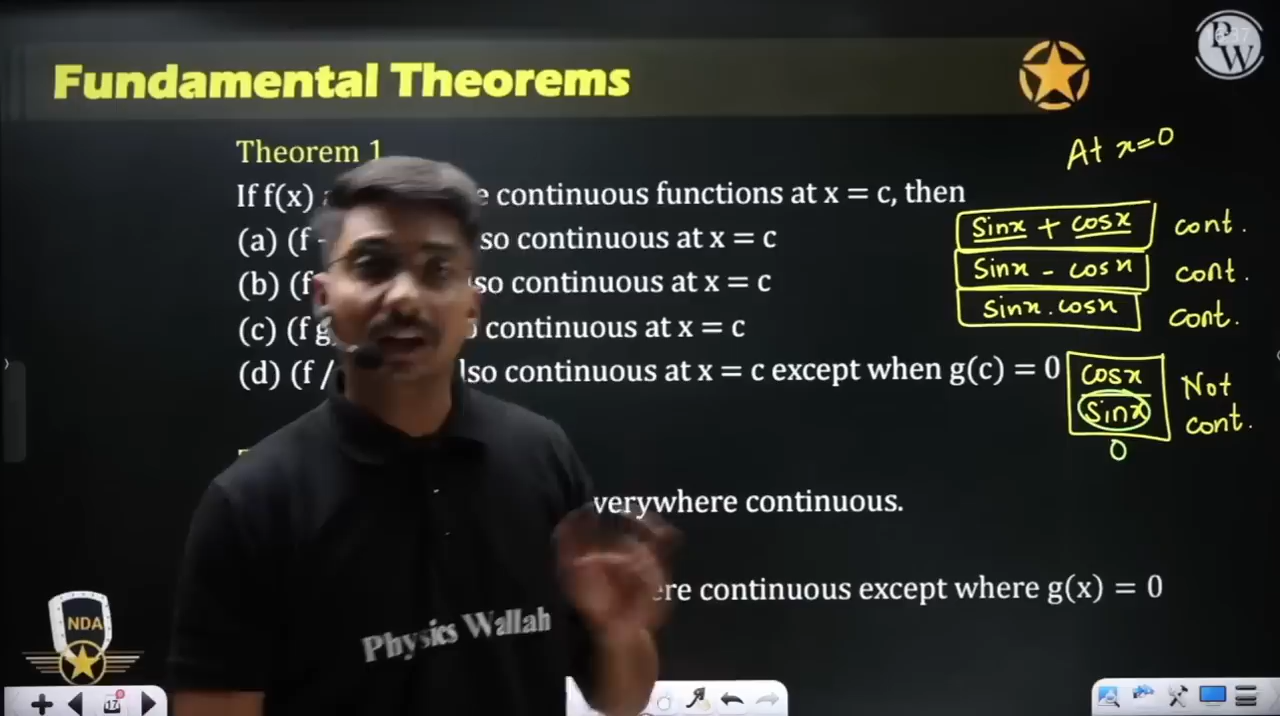 PW
Fundamental Theorems
At x=0
Theorem 1
If f(x) e continuous functions at x = c, then
(a) (f so continuous at x = c
(b) (f so continuous at x = c
(c) (f g continuous at x = c
(d) (f / lso continuous at x = c except when g(c) = 0
Sinx + cosx cont.
Sinx - cosx cont.
Sinx . cosx cont.
cosx
Sinx
0
Not
cont.
verywhere continuous.
ere continuous except where g(x) = 0
NDA
Physics Wallah
17